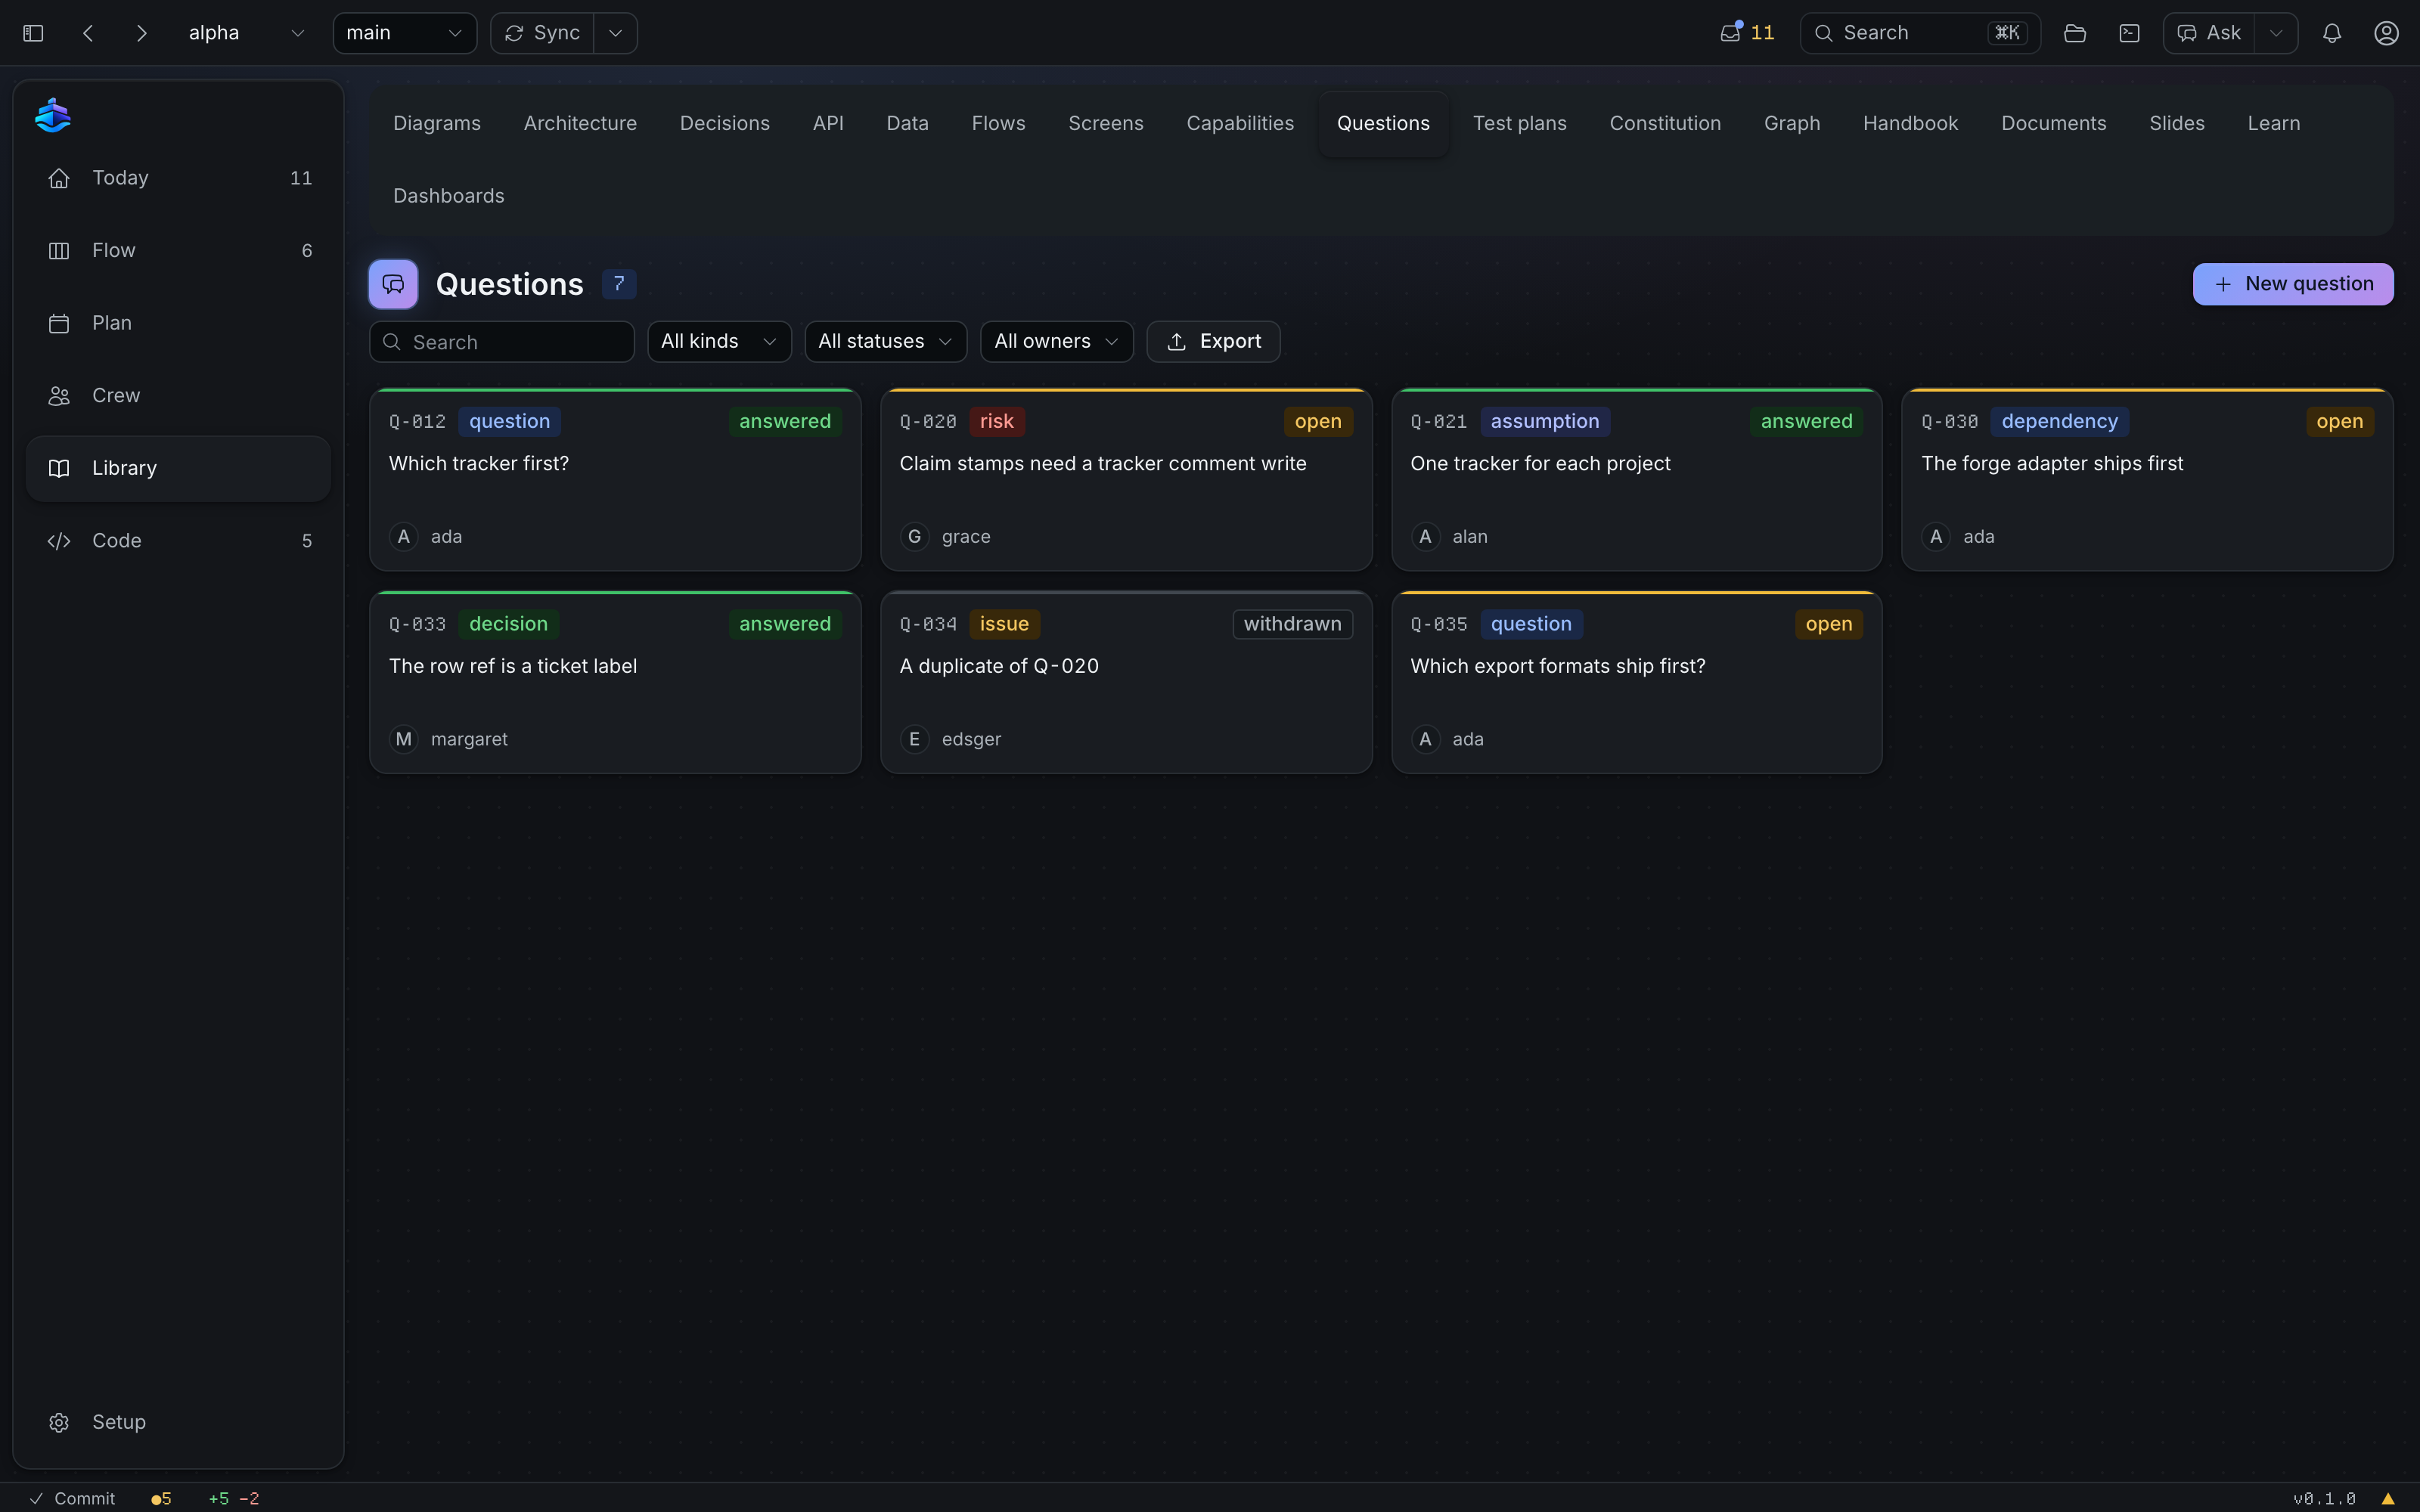 alpha main Sync 11 Search ⌘K Ask
Today 11
Flow 6
Plan
Crew
Library
Code 5
Setup
Diagrams Architecture Decisions API Data Flows Screens Capabilities Questions Test plans Constitution Graph Handbook Documents Slides Learn
Dashboards
Questions 7 New question
Search All kinds All statuses All owners Export
Q-012 question answered
Which tracker first?
A ada
Q-020 risk open
Claim stamps need a tracker comment write
G grace
Q-021 assumption answered
One tracker for each project
A alan
Q-030 dependency open
The forge adapter ships first
A ada
Q-033 decision answered
The row ref is a ticket label
M margaret
Q-034 issue withdrawn
A duplicate of Q-020
E edsger
Q-035 question open
Which export formats ship first?
A ada
Commit 5 +5 -2 v0.1.0